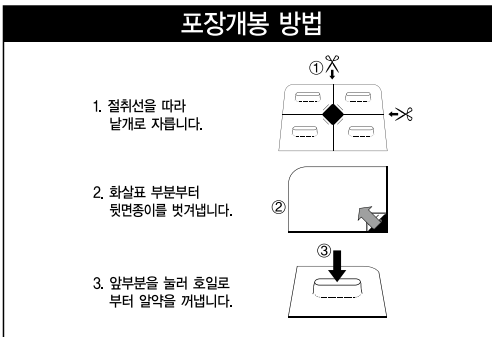 포장개봉 방법
1. 절취선을 따라
낱개로 자릅니다.
①
2. 화살표 부분부터
뒷면종이를 벗겨냅니다.
②
3. 앞부분을 눌러 호일로
부터 알약을 꺼냅니다.
③